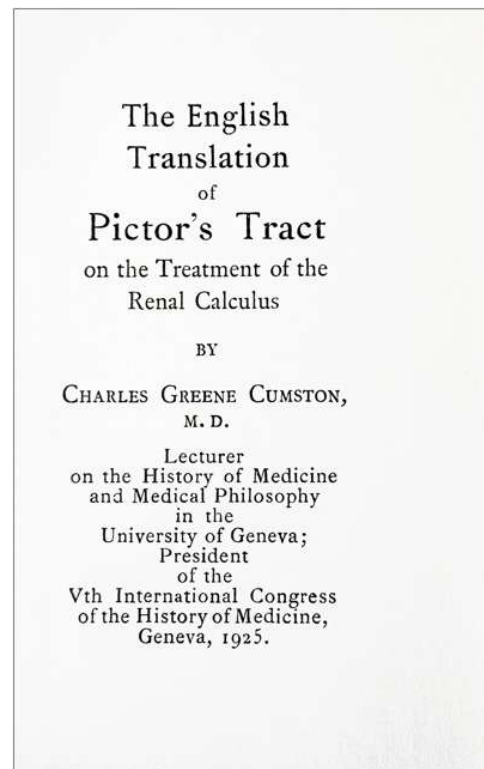 The English
Translation
of
Pictor's Tract
on the Treatment of the
Renal Calculus
BY
CHARLES GREENE CUMSTON,
M. D.
Lecturer
on the History of Medicine
and Medical Philosophy
in the
University of Geneva;
President
of the
Vth International Congress
of the History of Medicine,
Geneva, 1925.